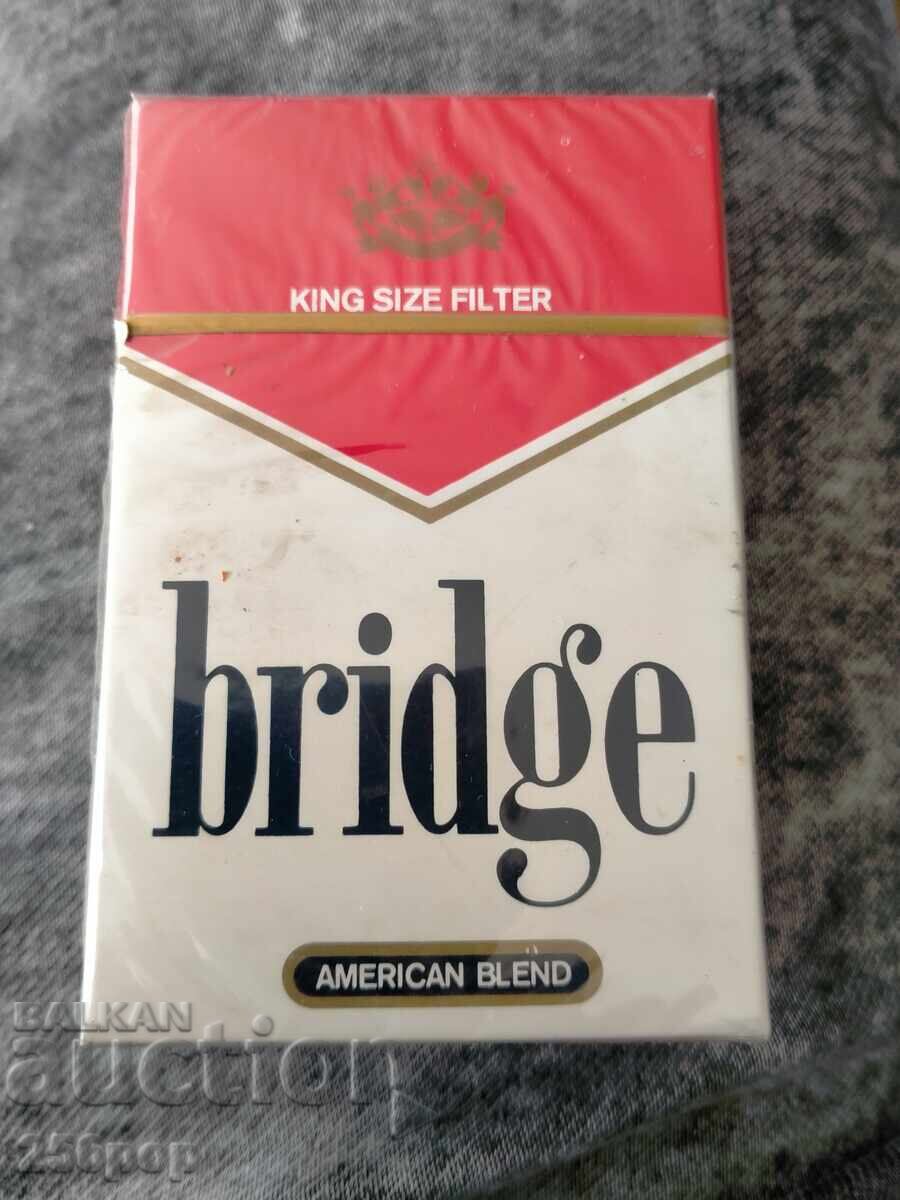 KING SIZE FILTER
bridge
AMERICAN BLEND
BALKAN
auction
256pop